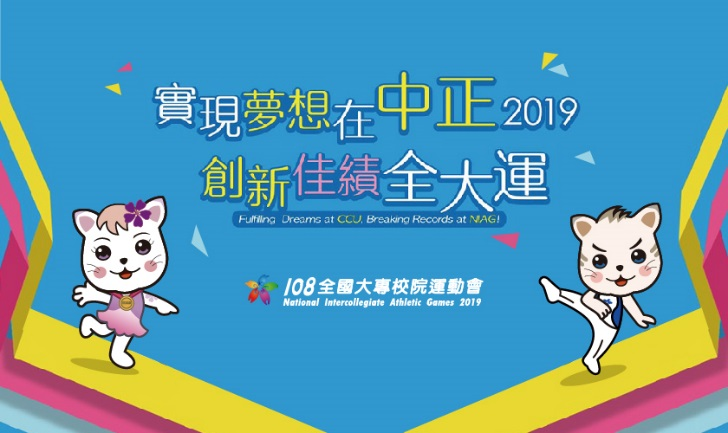 實現夢想在中正2019
創新佳績全大運
Fulfilling Dreams at CCU, Breaking Records at NIAG!
108全國大專校院運動會
National Intercollegiate Athletic Games 2019